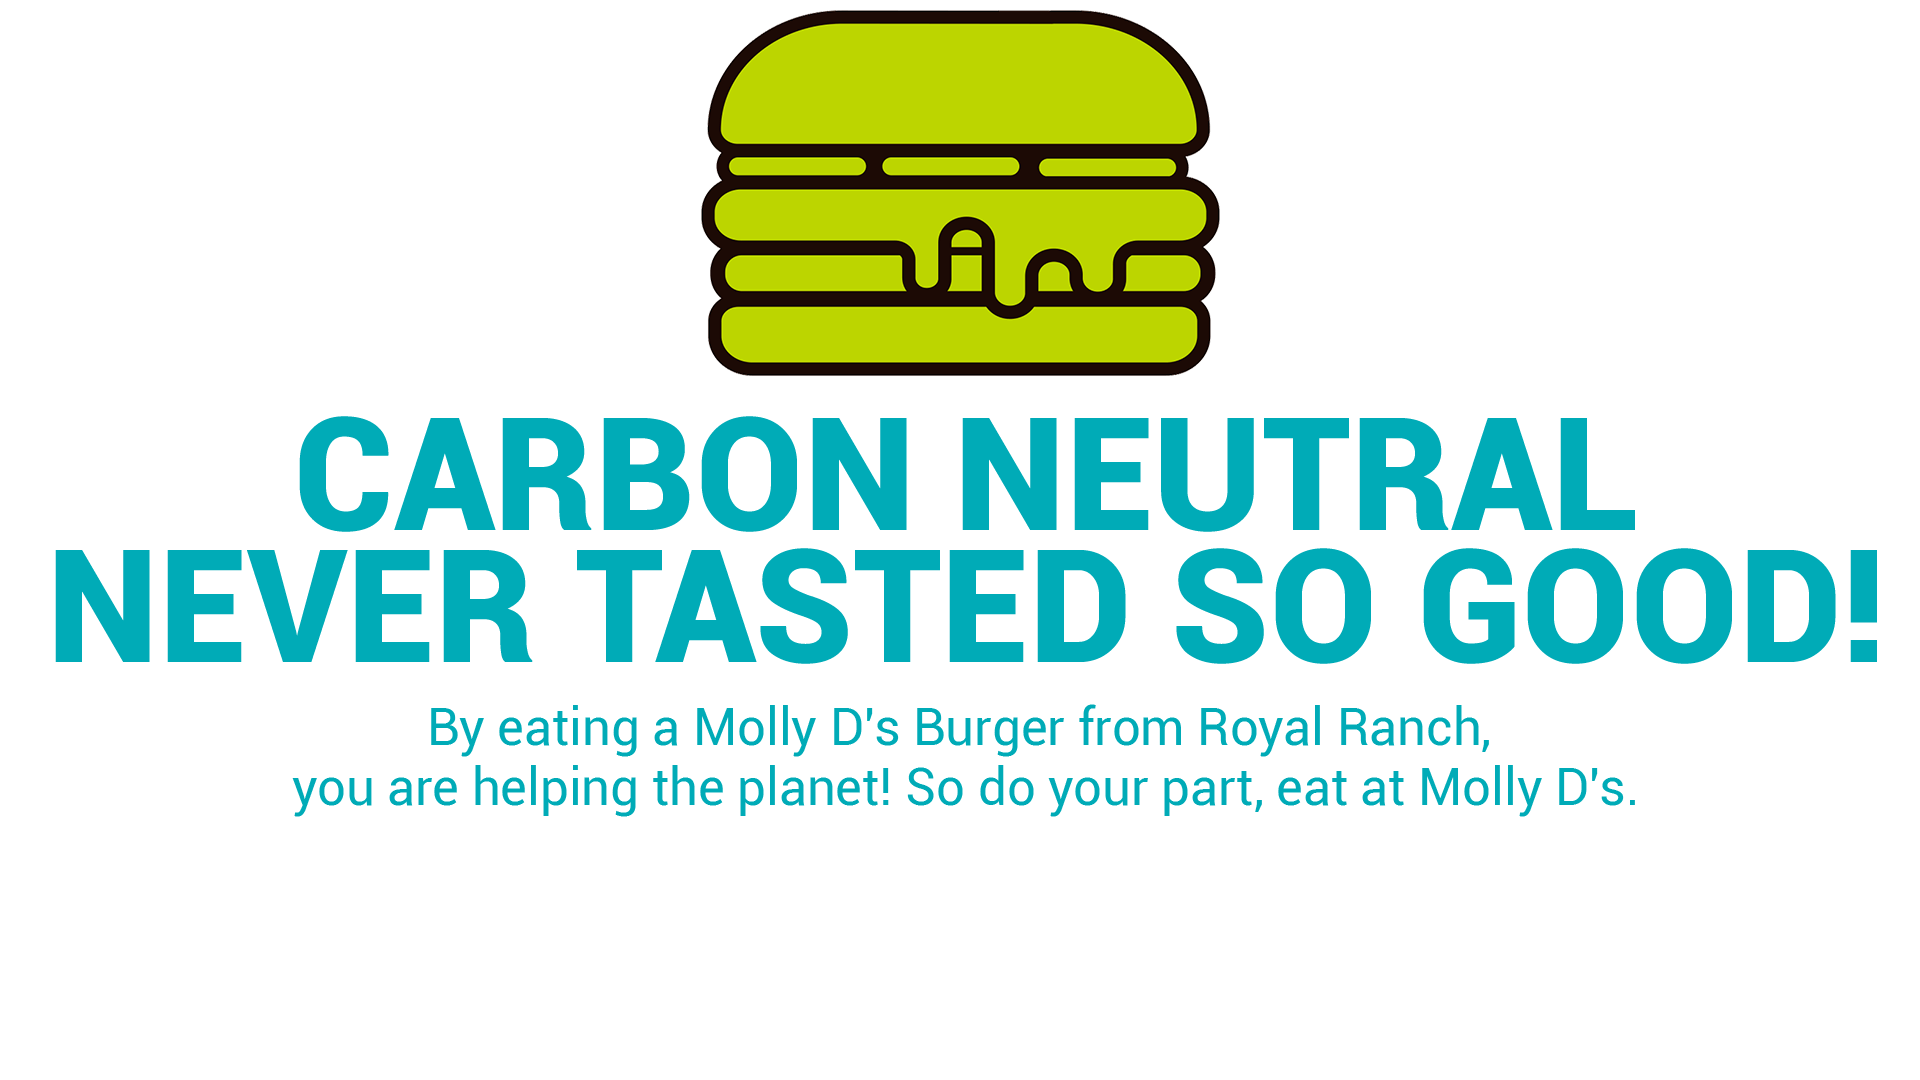 CARBON NEUTRAL
NEVER TASTED SO GOOD!
By eating a Molly D's Burger from Royal Ranch,
you are helping the planet! So do your part, eat at Molly D's.